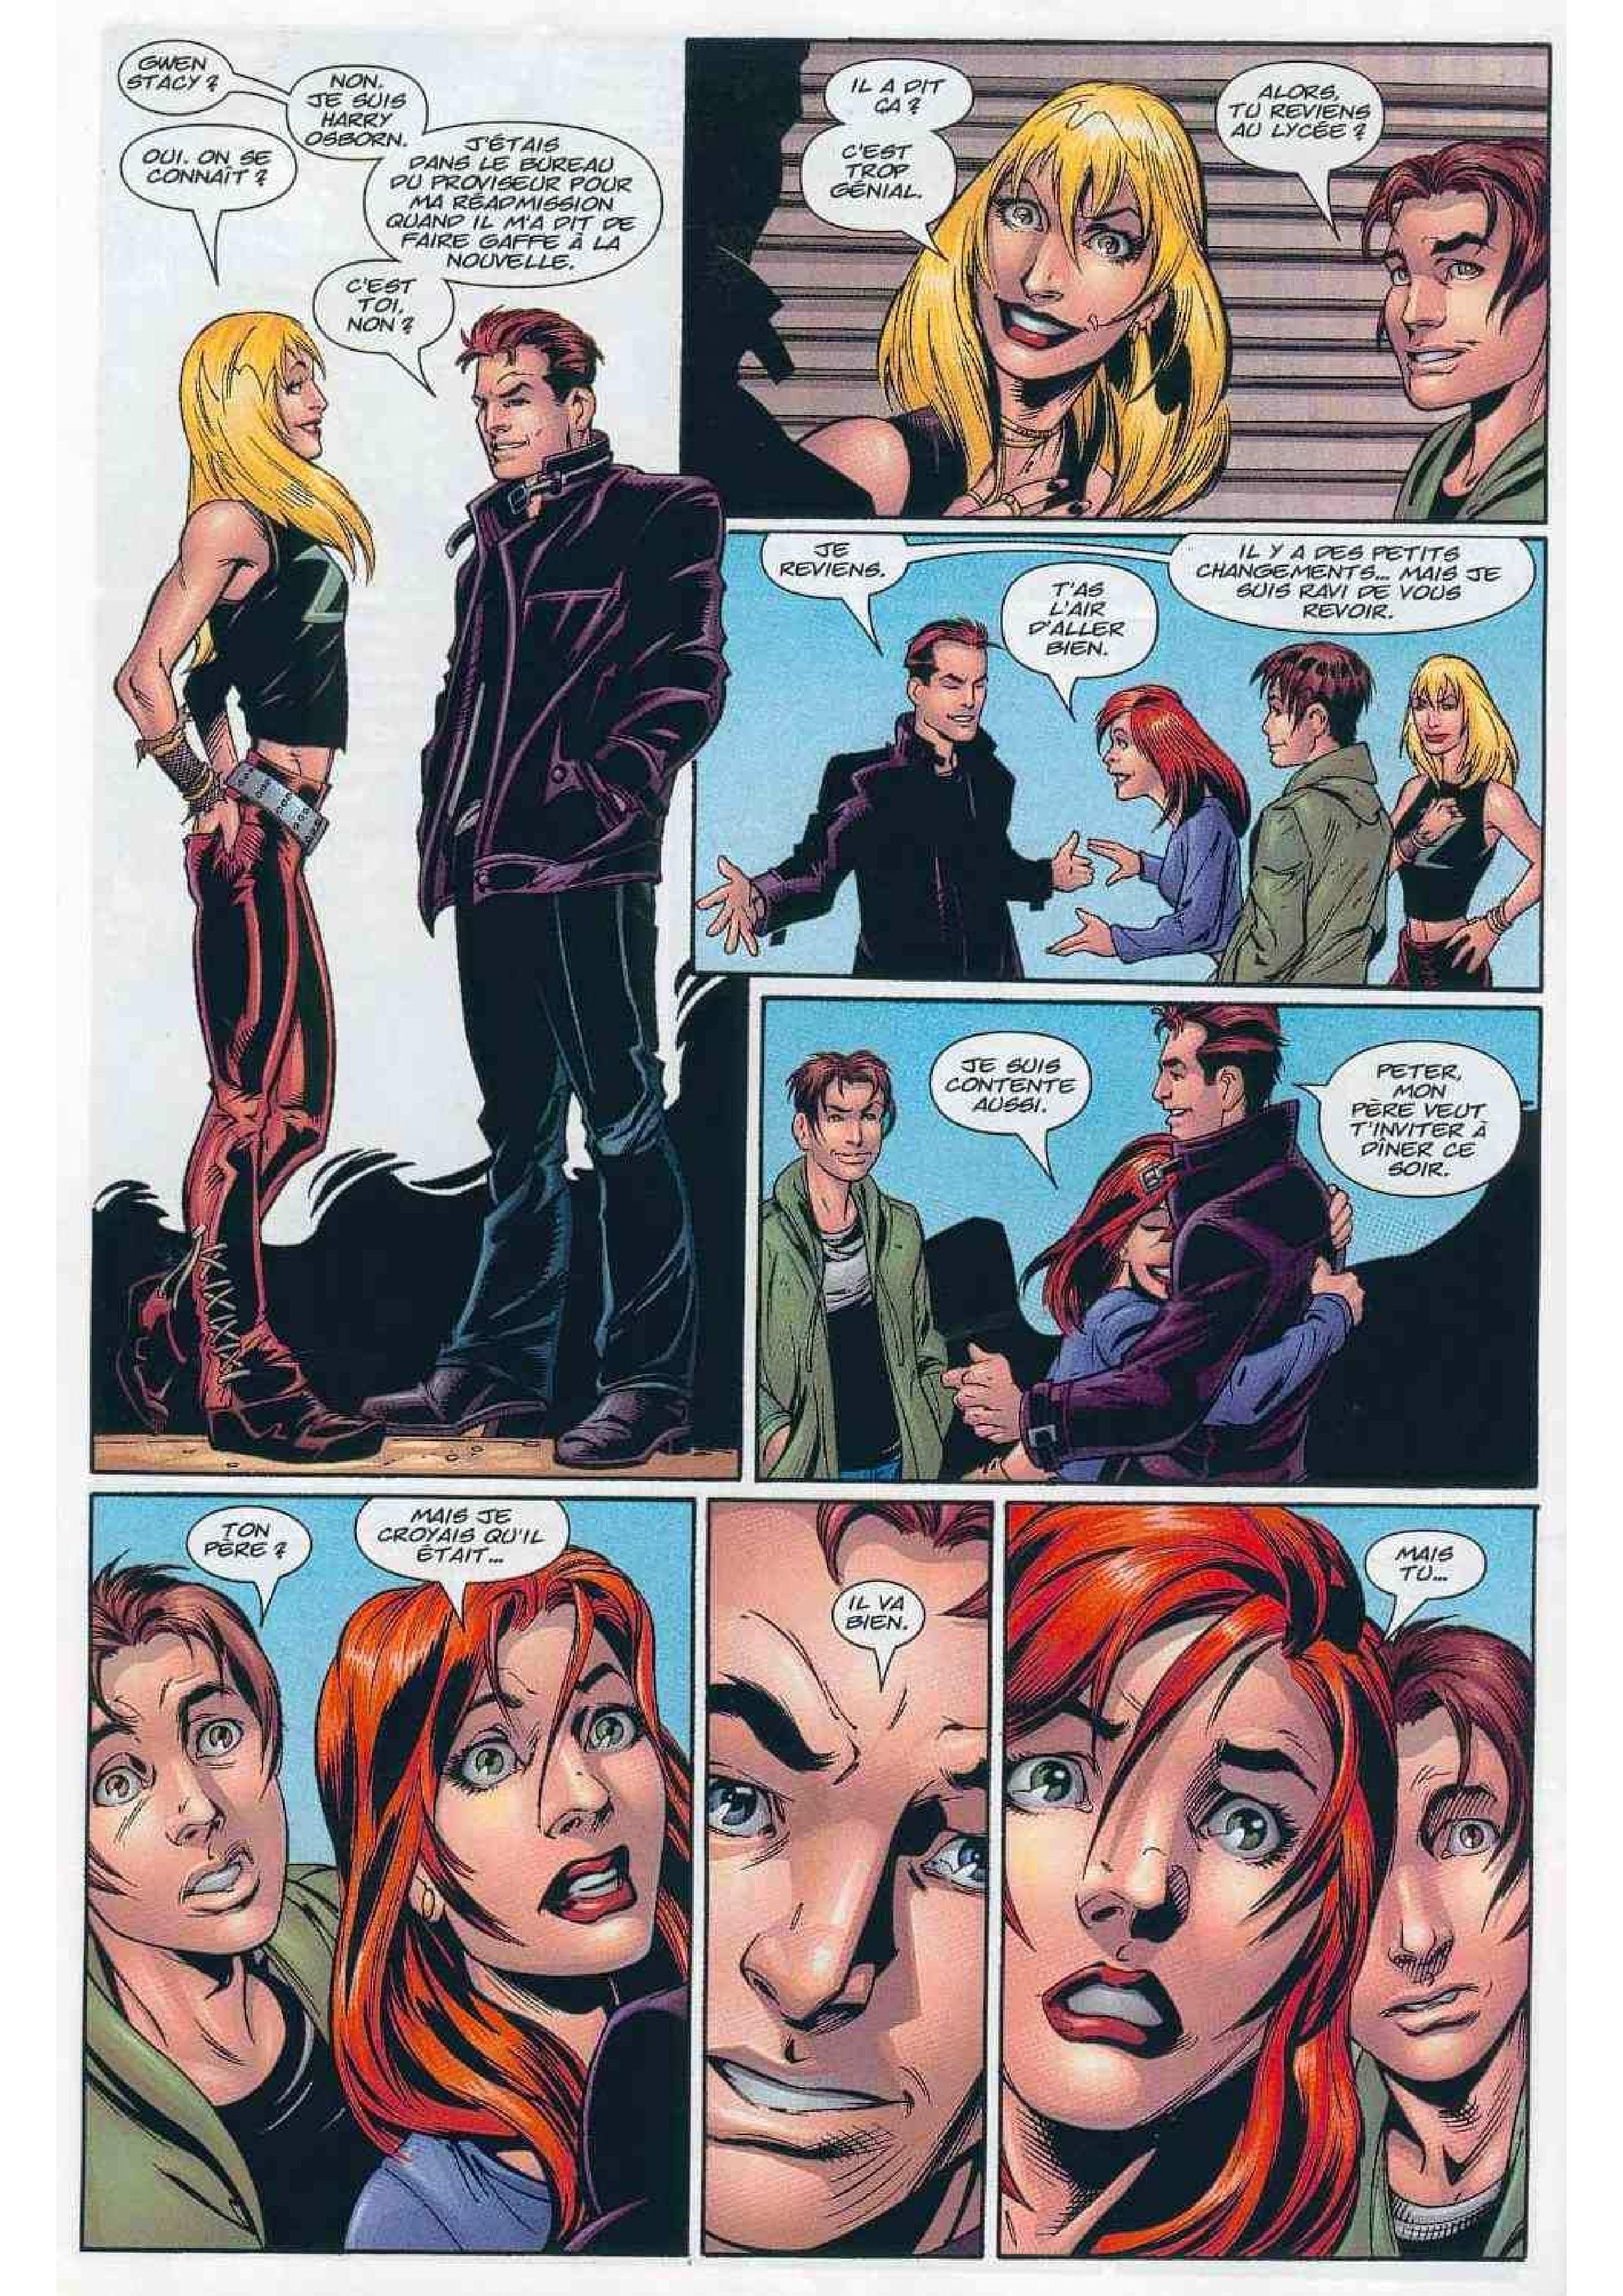 GWEN
STACY ?
OUI. ON SE
CONNAÎT ?
NON.
JE SUIS
HARRY
OSBORN.
J'ÉTAIS
DANS LE BUREAU
DU PROVISEUR POUR
MA RÉADMISSION
QUAND IL M'A DIT DE
FAIRE GAFFE À LA
NOUVELLE.
C'EST
TOI,
NON ?
IL A DIT
ÇA ?
C'EST
TROP
GÉNIAL.
ALORS,
TU REVIENS
AU LYCÉE ?
JE
REVIENS.
T'AS
L'AIR
D'ALLER
BIEN.
IL Y A DES PETITS
CHANGEMENTS... MAIS JE
SUIS RAVI DE VOUS
REVOIR.
JE SUIS
CONTENTE
AUSSI.
PETER,
MON
PÈRE VEUT
T'INVITER À
DÎNER CE
SOIR.
TON
PÈRE ?
MAIS JE
CROYAIS QU'IL
ÉTAIT...
IL VA
BIEN.
MAIS
TU...